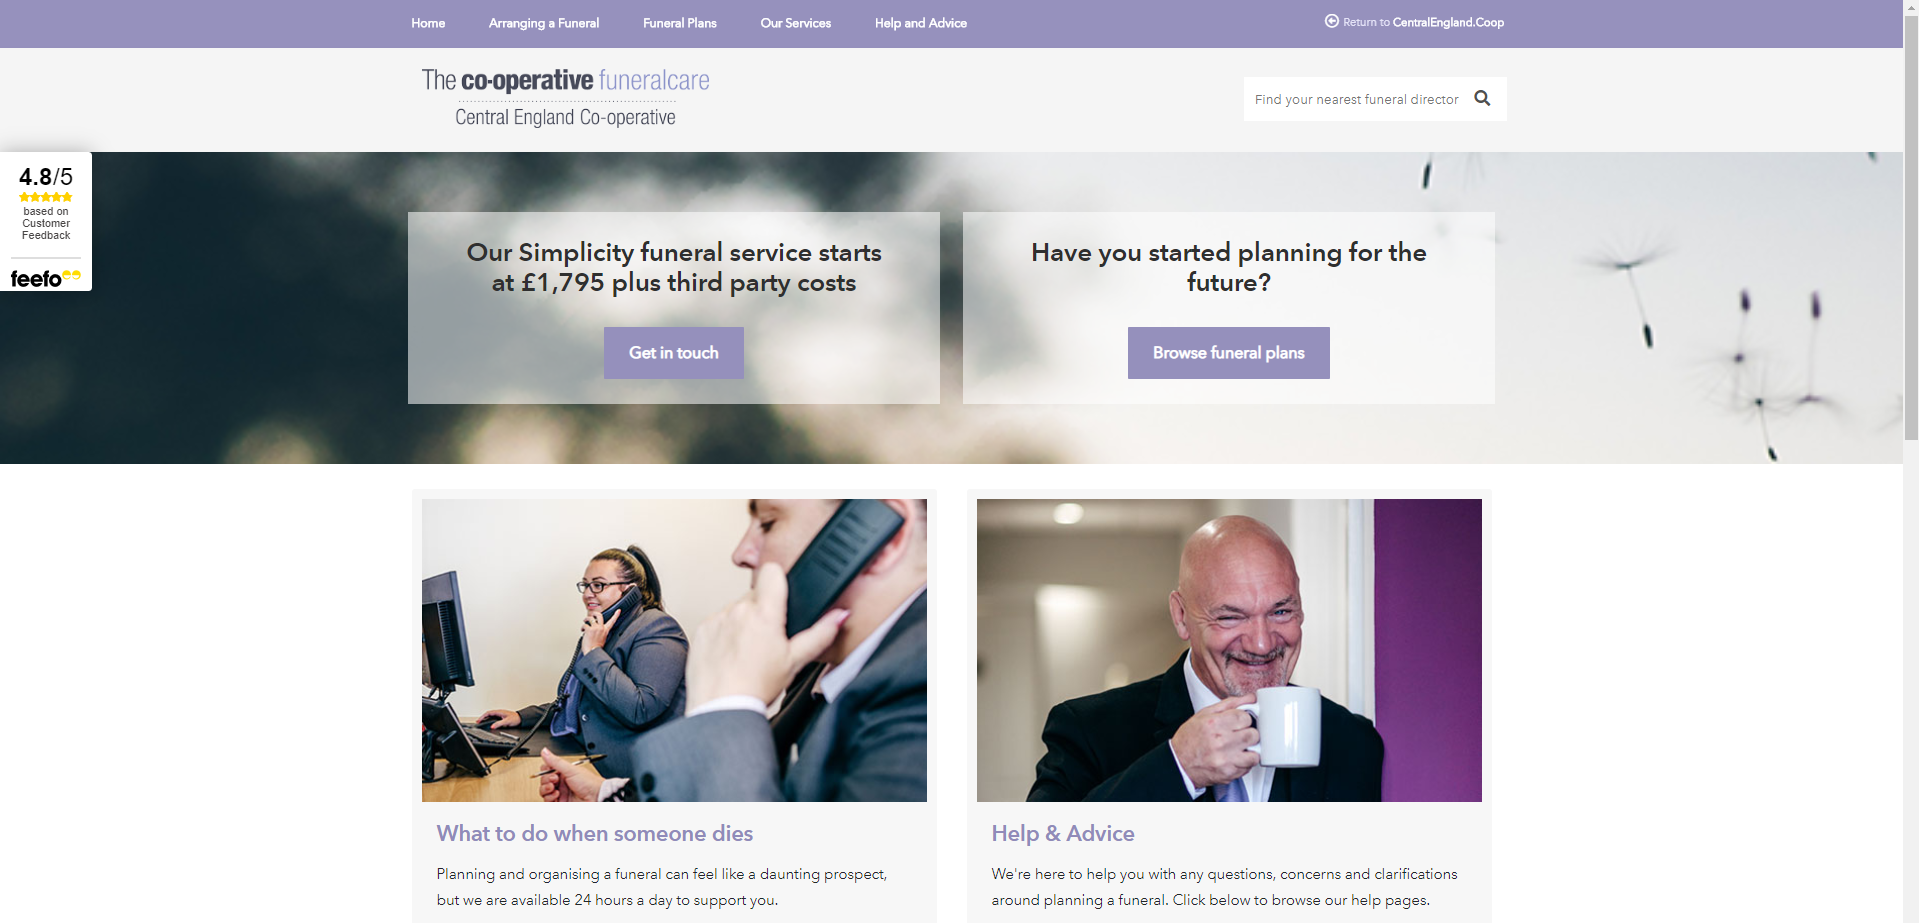 Home Arranging a Funeral Funeral Plans Our Services Help and Advice Return to CentralEngland.Coop
The co-operative funeralcare
Central England Co-operative
Find your nearest funeral director
4.8/5
based on
Customer
Feedback
feefo
Our Simplicity funeral service starts
at £1,795 plus third party costs
Get in touch
Have you started planning for the
future?
Browse funeral plans
What to do when someone dies
Planning and organising a funeral can feel like a daunting prospect,
but we are available 24 hours a day to support you.
Help & Advice
We're here to help you with any questions, concerns and clarifications
around planning a funeral. Click below to browse our help pages.